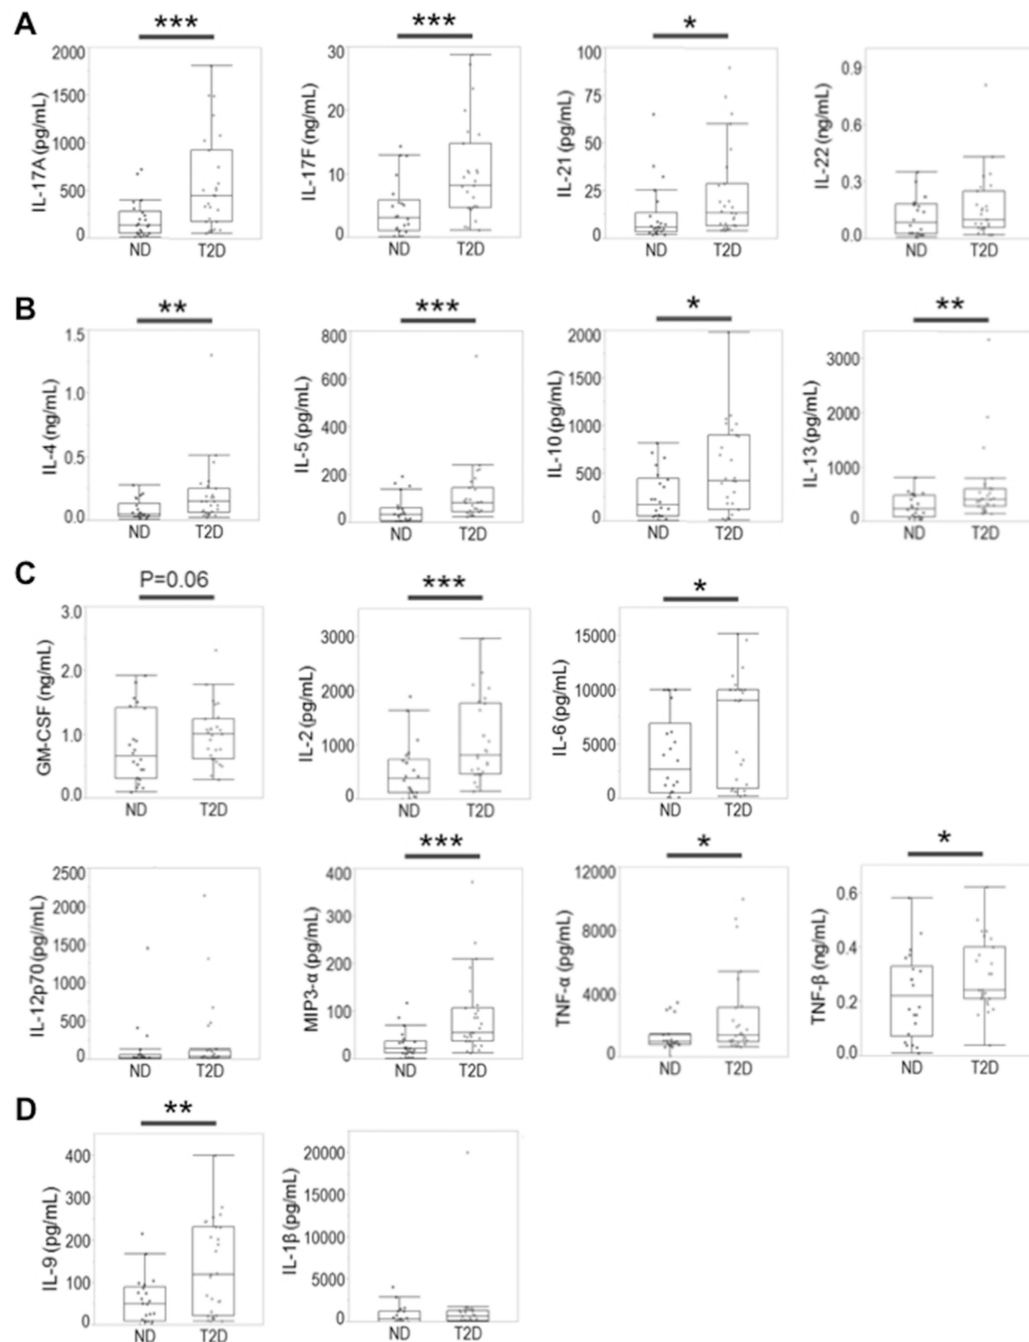 A
***
IL-17A (pg/mL)
2000
1500
1000
500
0
ND T2D
***
IL-17F (ng/mL)
30
20
10
0
ND T2D
*
IL-21 (pg/mL)
100
75
50
25
0
ND T2D
IL-22 (ng/mL)
0.9
0.6
0.3
0.0
ND T2D
B
**
IL-4 (ng/mL)
1.5
1.0
0.5
0.0
ND T2D
***
IL-5 (pg/mL)
800
600
400
200
0
ND T2D
*
IL-10 (pg/mL)
2000
1500
1000
500
0
ND T2D
**
IL-13 (pg/mL)
3000
2000
1000
0
ND T2D
C
P=0.06
GM-CSF (ng/mL)
3.0
2.0
1.0
0.0
ND T2D
***
IL-2 (pg/mL)
3000
2000
1000
0
ND T2D
*
IL-6 (pg/mL)
15000
10000
5000
0
ND T2D
IL-12p70 (pg//mL)
2500
2000
1500
1000
500
0
ND T2D
***
MIP3-α (pg/mL)
400
300
200
100
0
ND T2D
*
TNF-α (pg/mL)
12000
8000
4000
0
ND T2D
*
TNF-β (ng/mL)
0.6
0.4
0.2
0.0
ND T2D
D
**
IL-9 (pg/mL)
400
300
200
100
0
ND T2D
IL-1β (pg/mL)
20000
15000
10000
5000
0
ND T2D